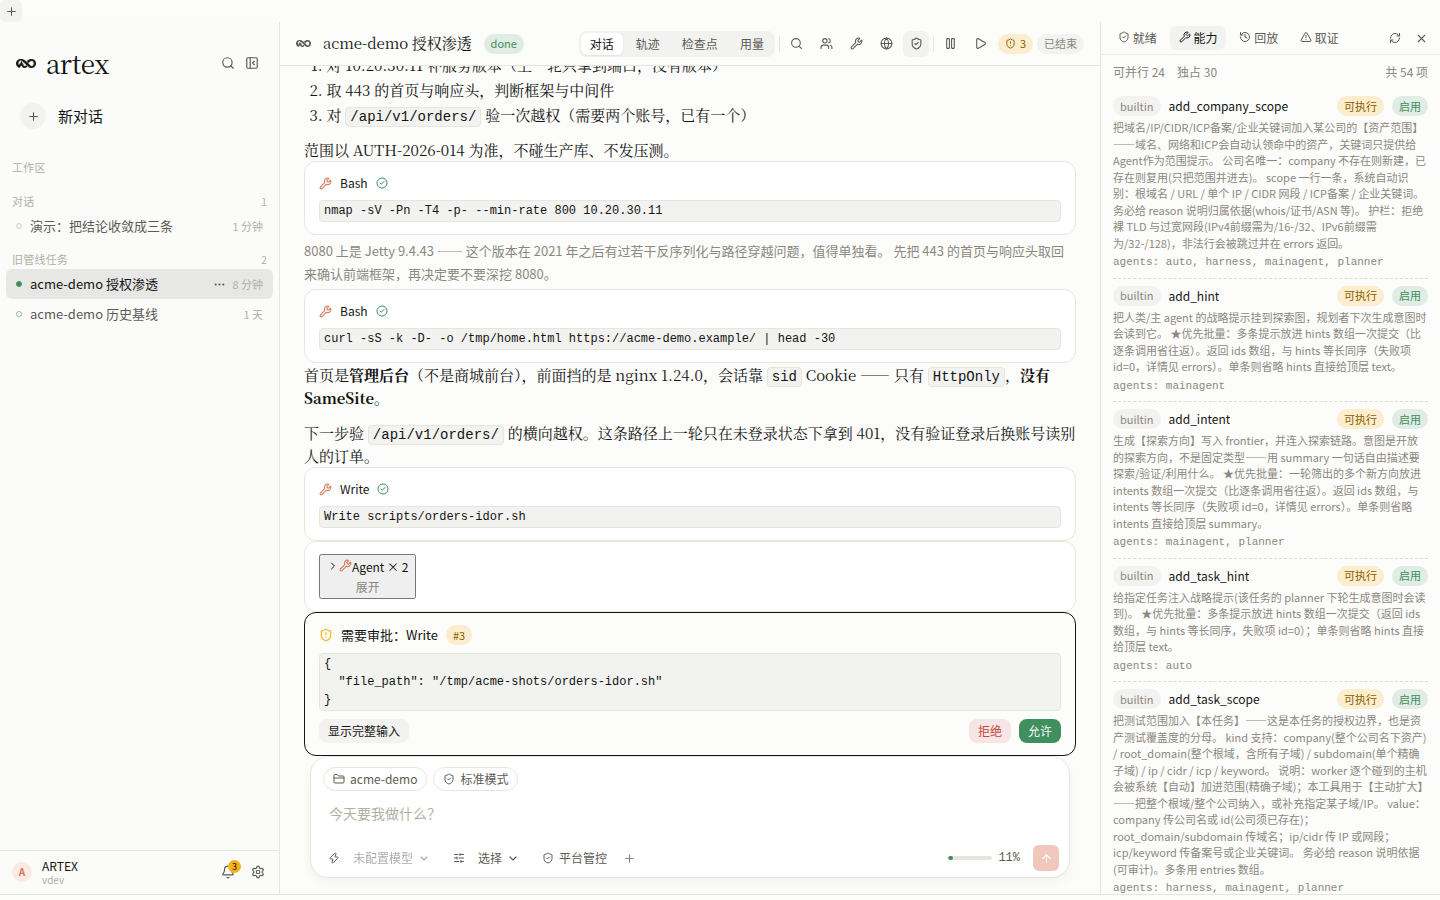 artex
新对话
工作区
对话 1
演示：把结论收敛成三条 1 分钟
旧管线任务 2
acme-demo 授权渗透 ··· 8 分钟
acme-demo 历史基线 1 天
A ARTEX
vdev
3
acme-demo 授权渗透 done
对话 轨迹 检查点 用量
3 已结束
2. 取 443 的首页与响应头，判断框架与中间件
3. 对 /api/v1/orders/ 验一次越权（需要两个账号，已有一个）
范围以 AUTH-2026-014 为准，不碰生产库、不发压测。
Bash
nmap -sV -Pn -T4 -p- --min-rate 800 10.20.30.11
8080 上是 Jetty 9.4.43 —— 这个版本在 2021 年之后有过若干反序列化与路径穿越问题，值得单独看。 先把 443 的首页与响应头取回
来确认前端框架，再决定要不要深挖 8080。
Bash
curl -sS -k -D- -o /tmp/home.html https://acme-demo.example/ | head -30
首页是管理后台（不是商城前台），前面挡的是 nginx 1.24.0，会话靠 sid Cookie —— 只有 HttpOnly，没有
SameSite。
下一步验 /api/v1/orders/ 的横向越权。这条路径上一轮只在未登录状态下拿到 401，没有验证登录后换账号读别
人的订单。
Write
Write scripts/orders-idor.sh
Agent × 2
展开
需要审批：Write #3
{
"file_path": "/tmp/acme-shots/orders-idor.sh"
}
显示完整输入 拒绝 允许
acme-demo 标准模式
今天要我做什么？
未配置模型 选择 平台管控 11%
就绪 能力 回放 取证
可并行 24 独占 30 共 54 项
builtin add_company_scope 可执行 启用
把域名/IP/CIDR/ICP备案/企业关键词加入某公司的【资产范围】
——域名、网络和ICP会自动认领命中的资产，关键词只提供给
Agent作为范围提示。 公司名唯一：company 不存在则新建，已
存在则复用(只把范围并进去)。 scope 一行一条，系统自动识
别：根域名 / URL / 单个 IP / CIDR 网段 / ICP备案 / 企业关键词。
务必给 reason 说明归属依据(whois/证书/ASN 等)。 护栏：拒绝
裸 TLD 与过宽网段(IPv4前缀需为/16-/32、IPv6前缀需
为/32-/128)，非法行会被跳过并在 errors 返回。
agents: auto, harness, mainagent, planner
builtin add_hint 可执行 启用
把人类/主 agent 的战略提示挂到探索图，规划者下次生成意图时
会读到它。 ★优先批量：多条提示放进 hints 数组一次提交（比
逐条调用省往返）。返回 ids 数组，与 hints 等长同序（失败项
id=0，详情见 errors）。单条则省略 hints 直接给顶层 text。
agents: mainagent
builtin add_intent 可执行 启用
生成【探索方向】写入 frontier，并连入探索链路。意图是开放
的探索方向，不是固定类型——用 summary 一句话自由描述要
探索/验证/利用什么。 ★优先批量：一轮筛出的多个新方向放进
intents 数组一次提交（比逐条调用省往返）。返回 ids 数组，与
intents 等长同序（失败项 id=0，详情见 errors）。单条则省略
intents 直接给顶层 summary。
agents: mainagent, planner
builtin add_task_hint 可执行 启用
给指定任务注入战略提示(该任务的 planner 下轮生成意图时会读
到)。 ★优先批量：多条提示放进 hints 数组一次提交（返回 ids
数组，与 hints 等长同序，失败项 id=0）；单条则省略 hints 直接
给顶层 text。
agents: auto
builtin add_task_scope 可执行 启用
把测试范围加入【本任务】——这是本任务的授权边界，也是资
产测试覆盖度的分母。 kind 支持：company(整个公司名下资产)
/ root_domain(整个根域，含所有子域) / subdomain(单个精确
子域) / ip / cidr / icp / keyword。 说明：worker 逐个碰到的主机
会被系统【自动】加进范围(精确子域)；本工具用于【主动扩大】
——把整个根域/整个公司纳入，或补充指定某子域/IP。 value：
company 传公司名或 id(公司须已存在)；
root_domain/subdomain 传域名；ip/cidr 传 IP 或网段；
icp/keyword 传备案号或企业关键词。 务必给 reason 说明依据
(可审计)。多条用 entries 数组。
agents: harness, mainagent, planner